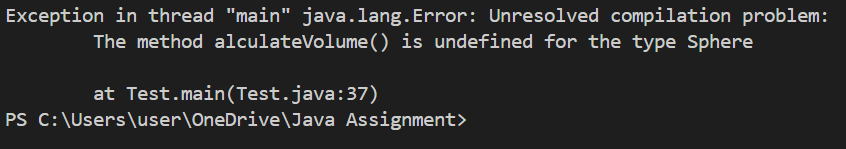 Exception in thread "main" java.lang.Error: Unresolved compilation problem:
The method alculateVolume() is undefined for the type Sphere
at Test.main(Test.java:37)
PS C:\Users\user\OneDrive\Java Assignment>